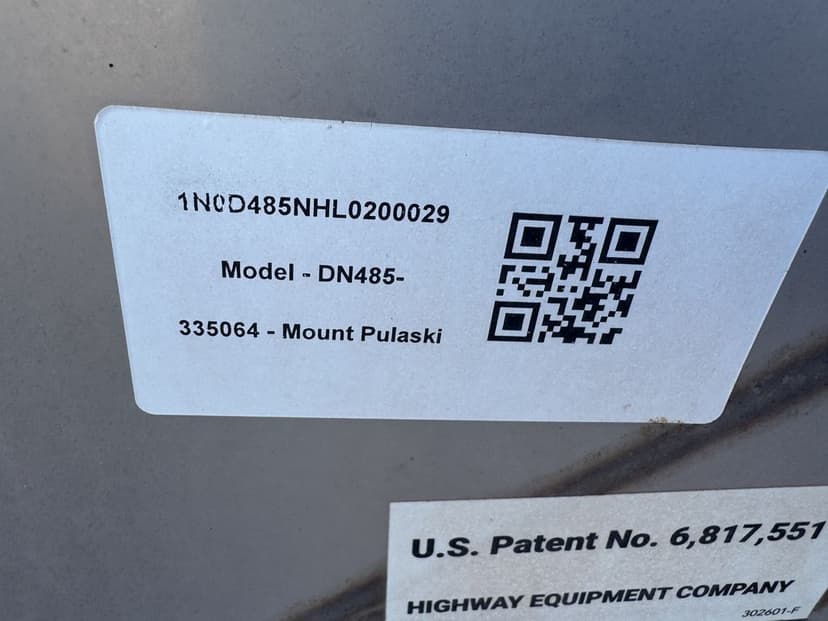 1N0D485NHL0200029
Model - DN485-
335064 - Mount Pulaski
U.S. Patent No. 6,817,551
HIGHWAY EQUIPMENT COMPANY
302601-F